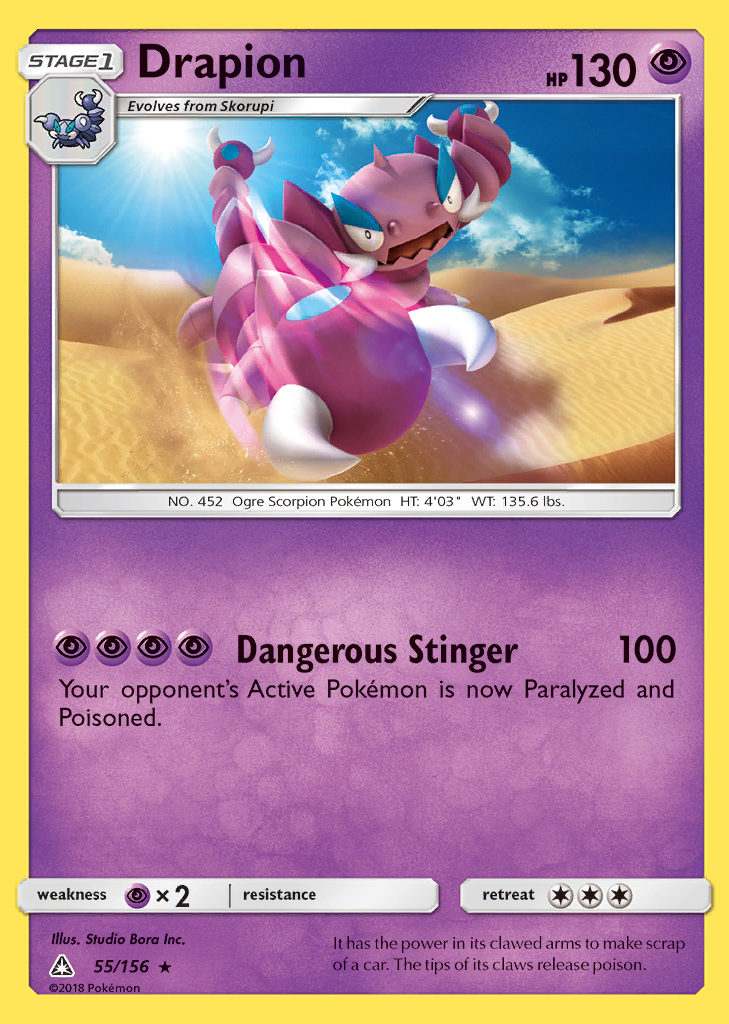 STAGE1
Drapion
HP 130
Evolves from Skorupi
NO. 452 Ogre Scorpion Pokémon HT: 4'03" WT: 135.6 lbs.
Dangerous Stinger 100
Your opponent's Active Pokémon is now Paralyzed and
Poisoned.
weakness × 2 resistance retreat
Illus. Studio Bora Inc.
55/156 ★
©2018 Pokémon
It has the power in its clawed arms to make scrap
of a car. The tips of its claws release poison.